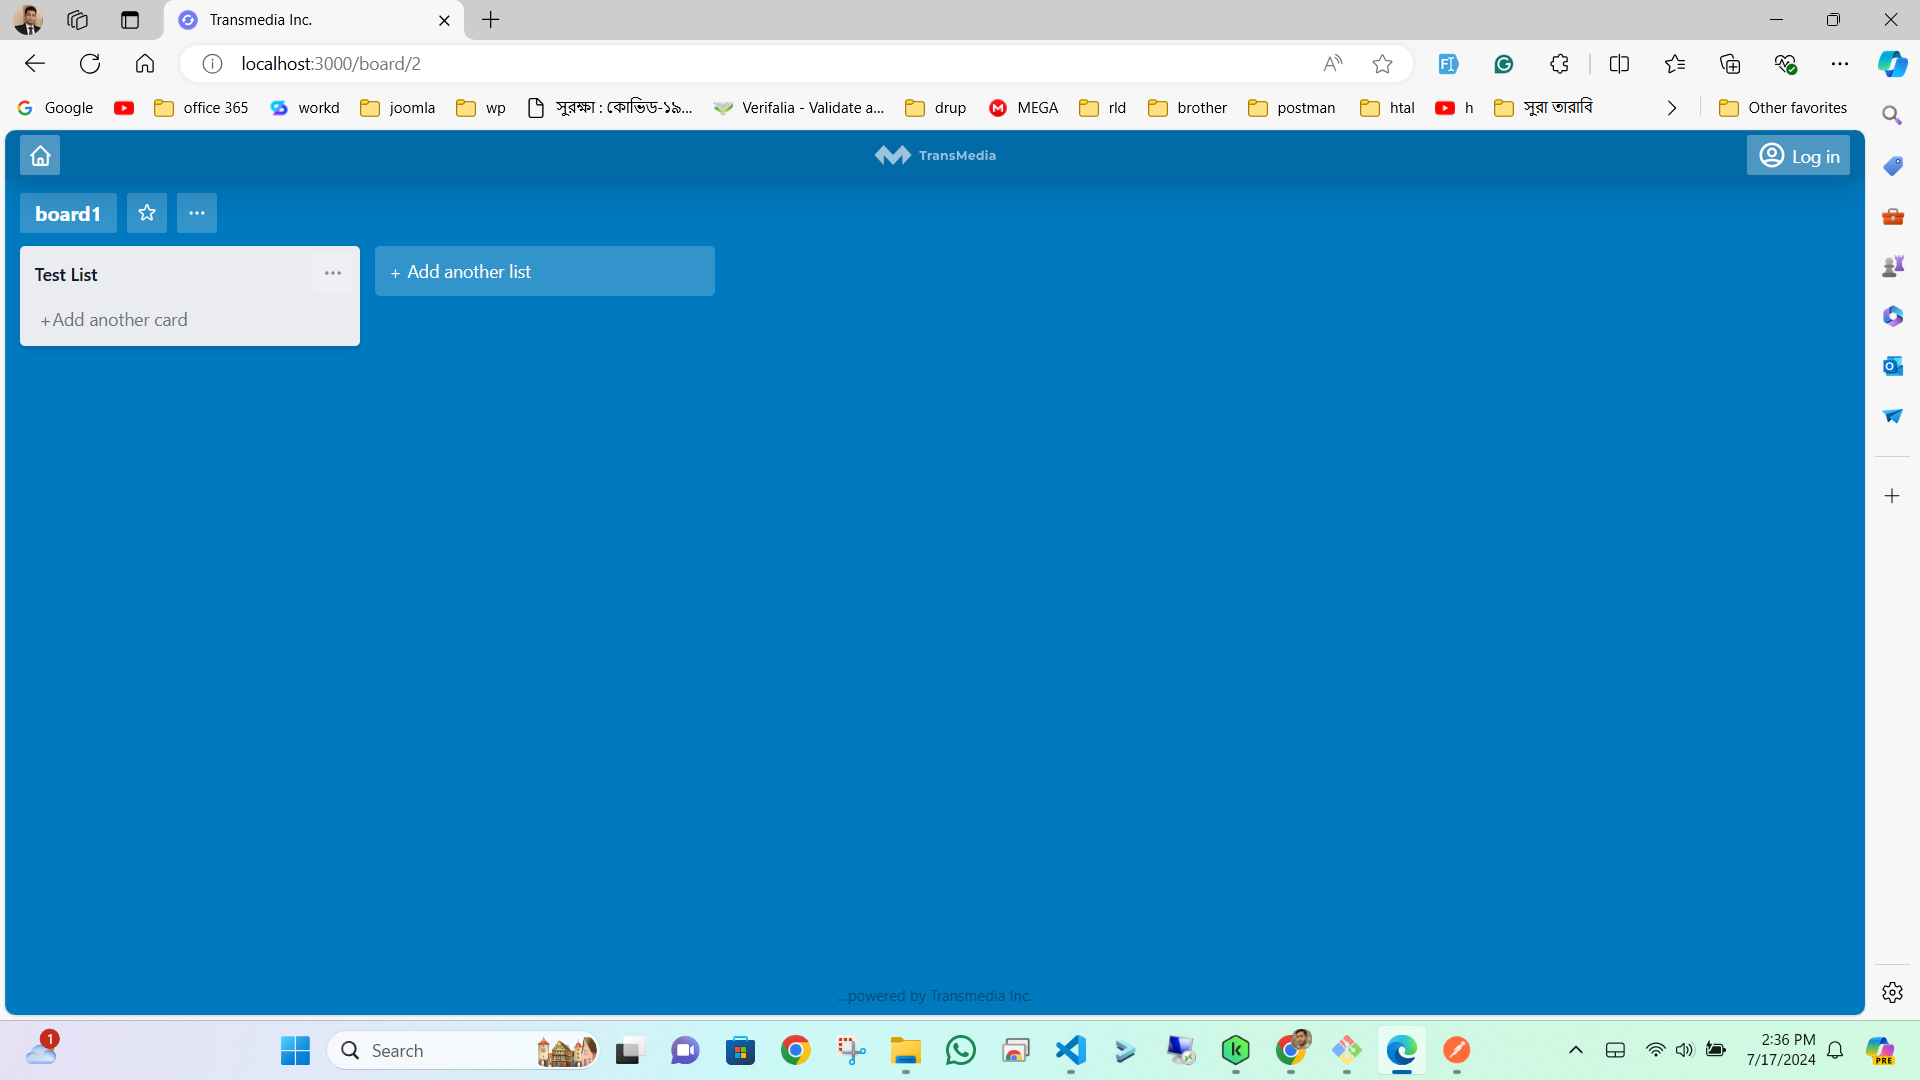 Transmedia Inc.
localhost:3000/board/2
Google office 365 workd joomla wp সুরক্ষা : কোভিড-১৯... Verifalia - Validate a... drup MEGA rld brother postman htal h সুরা তারাবি Other favorites
TransMedia
Log in
board1
Test List
+ Add another list
+Add another card
...powered by Transmedia Inc.
1
Search
2:36 PM
7/17/2024
PRE